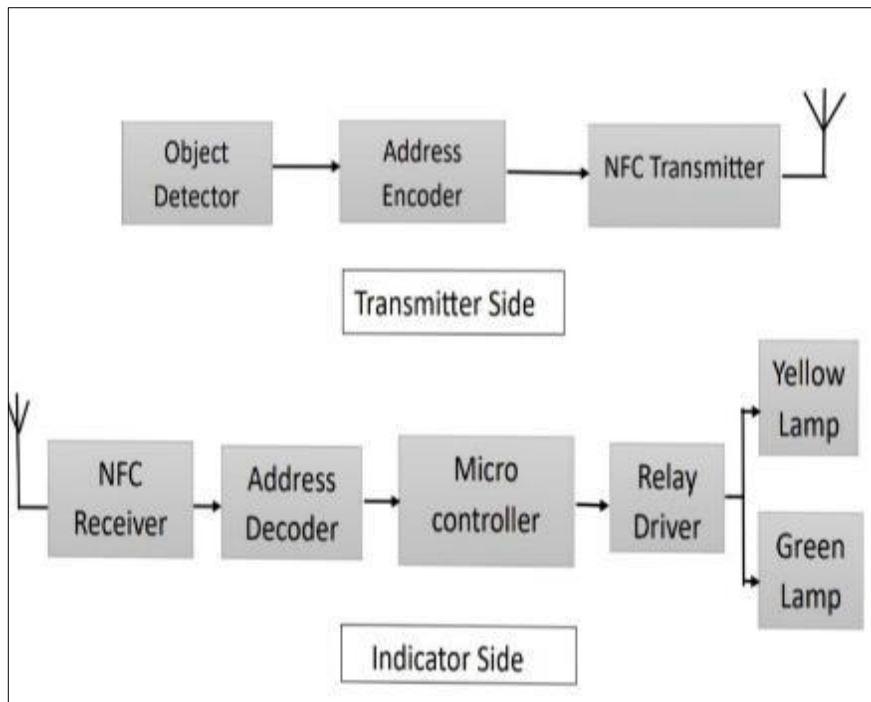 Object
Detector
Address
Encoder
NFC Transmitter
Transmitter Side
NFC
Receiver
Address
Decoder
Micro
controller
Relay
Driver
Yellow
Lamp
Green
Lamp
Indicator Side